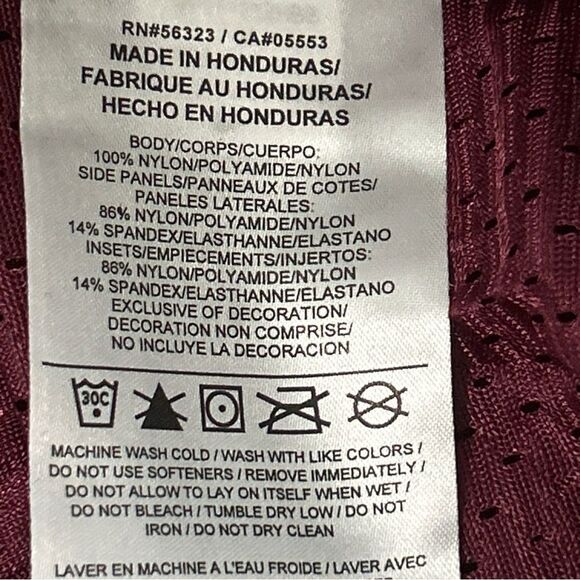 RN#56323 / CA#05553
MADE IN HONDURAS/
FABRIQUE AU HONDURAS/
HECHO EN HONDURAS
BODY/CORPS/CUERPO:
100% NYLON/POLYAMIDE/NYLON
SIDE PANELS/PANNEAUX DE COTES/
PANELES LATERALES:
86% NYLON/POLYAMIDE/NYLON
14% SPANDEX/ELASTHANNE/ELASTANO
INSETS/EMPIECEMENTS/INJERTOS:
86% NYLON/POLYAMIDE/NYLON
14% SPANDEX/ELASTHANNE/ELASTANO
EXCLUSIVE OF DECORATION/
DECORATION NON COMPRISE/
NO INCLUYE LA DECORACION
30C
MACHINE WASH COLD / WASH WITH LIKE COLORS /
DO NOT USE SOFTENERS / REMOVE IMMEDIATELY /
DO NOT ALLOW TO LAY ON ITSELF WHEN WET /
DO NOT BLEACH / TUMBLE DRY LOW / DO NOT
IRON / DO NOT DRY CLEAN
LAVER EN MACHINE A L'EAU FROIDE / LAVER AVEC